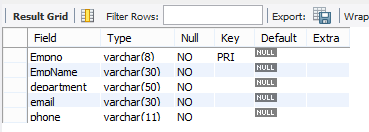 Result Grid Filter Rows: Export: Wrap
Field Type Null Key Default Extra
Empno varchar(8) NO PRI NULL
EmpName varchar(30) NO NULL
department varchar(50) NO NULL
email varchar(30) NO NULL
phone varchar(11) NO NULL